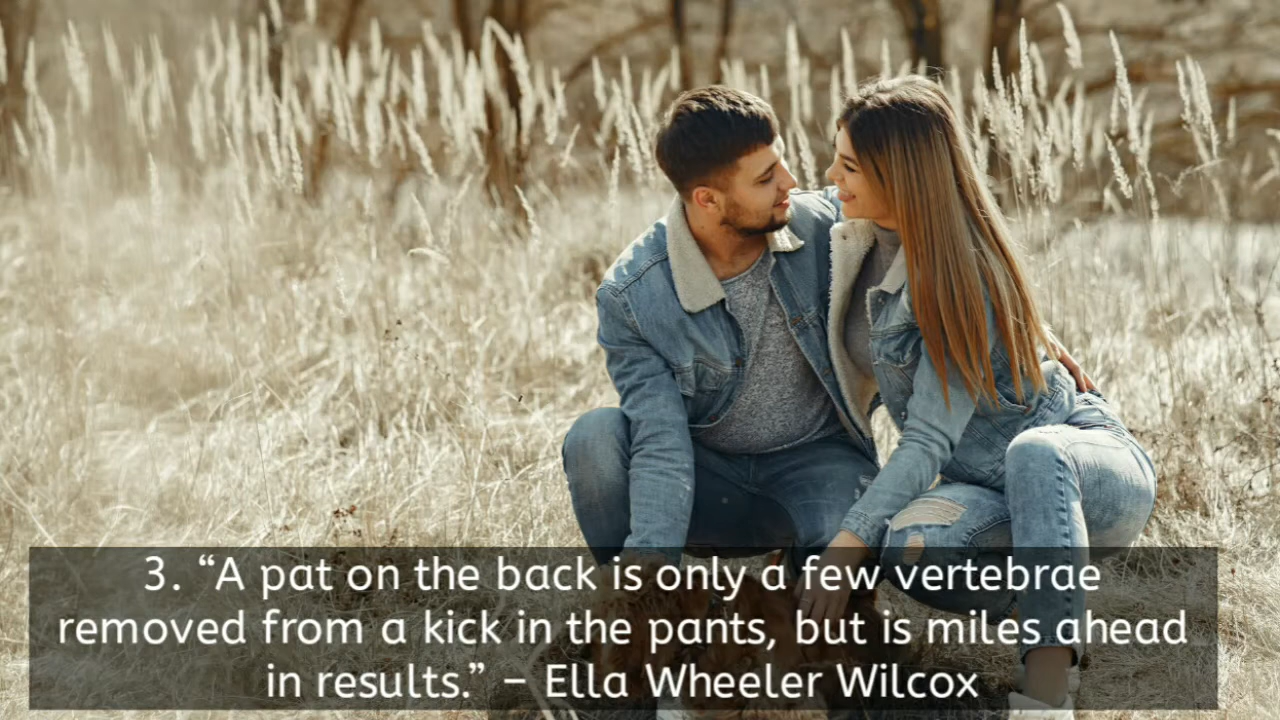 3. “A pat on the back is only a few vertebrae
removed from a kick in the pants, but is miles ahead
in results.” – Ella Wheeler Wilcox